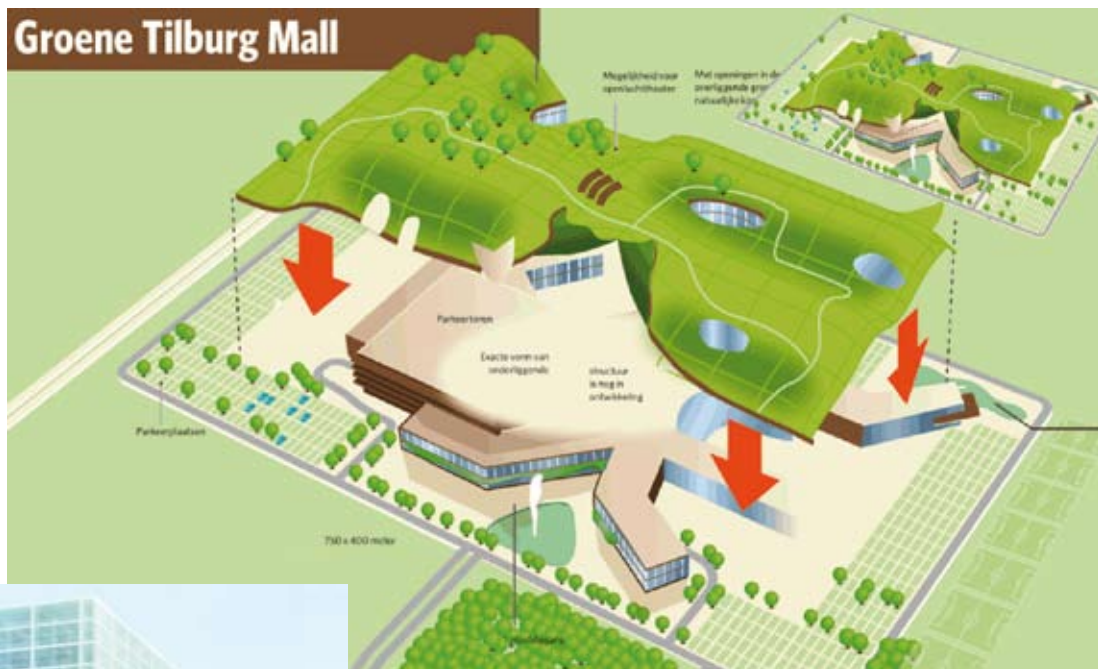 Groene Tilburg Mall
Mogelijkheid voor
openluchttheater
Met openingen in de
natuurlijke
Parkeertoren
Exacte vorm van
onderliggende
structuur
is nog in
ontwikkeling
Parkeerplaatsen
750 x 400 meter